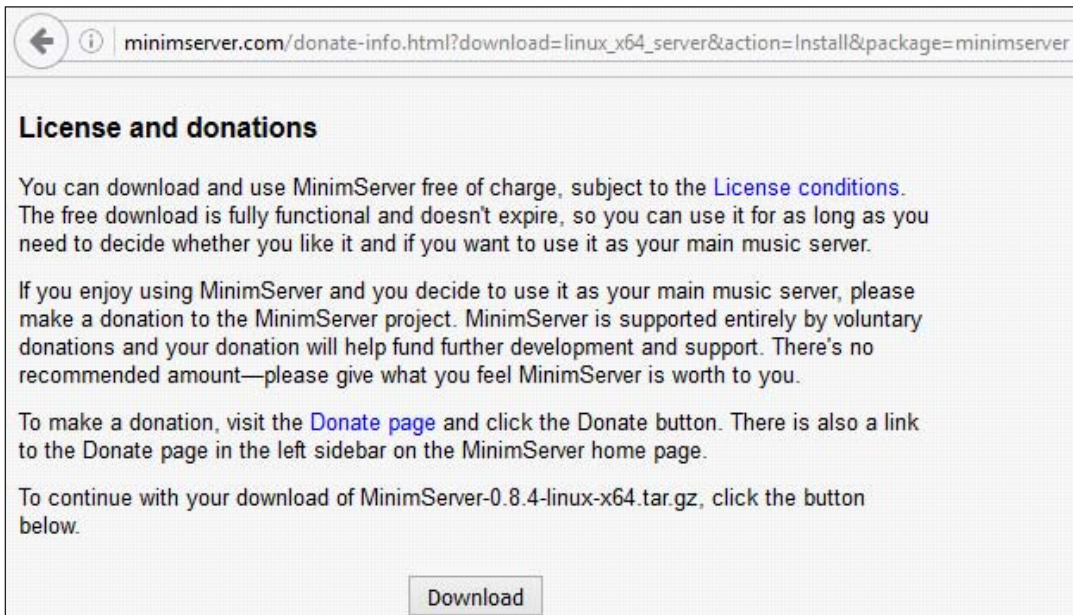 minimserver.com/donate-info.html?download=linux_x64_server&action=Install&package=minimserver
License and donations
You can download and use MinimServer free of charge, subject to the License conditions.
The free download is fully functional and doesn't expire, so you can use it for as long as you
need to decide whether you like it and if you want to use it as your main music server.
If you enjoy using MinimServer and you decide to use it as your main music server, please
make a donation to the MinimServer project. MinimServer is supported entirely by voluntary
donations and your donation will help fund further development and support. There's no
recommended amount—please give what you feel MinimServer is worth to you.
To make a donation, visit the Donate page and click the Donate button. There is also a link
to the Donate page in the left sidebar on the MinimServer home page.
To continue with your download of MinimServer-0.8.4-linux-x64.tar.gz, click the button
below.
Download